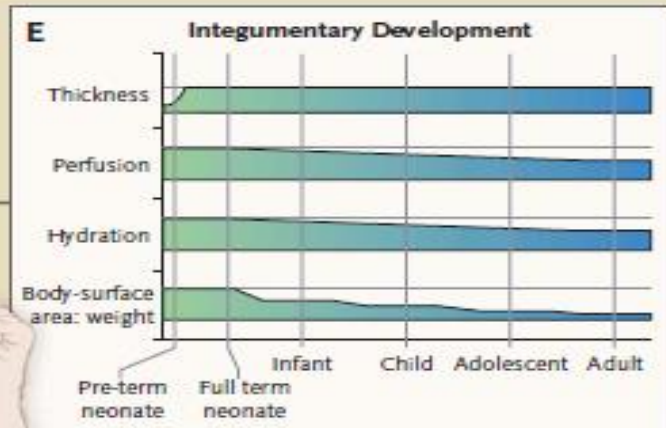 E
Integumentary Development
Thickness
Perfusion
Hydration
Body-surface
area: weight
Infant
Child
Adolescent
Adult
Pre-term
neonate
Full term
neonate